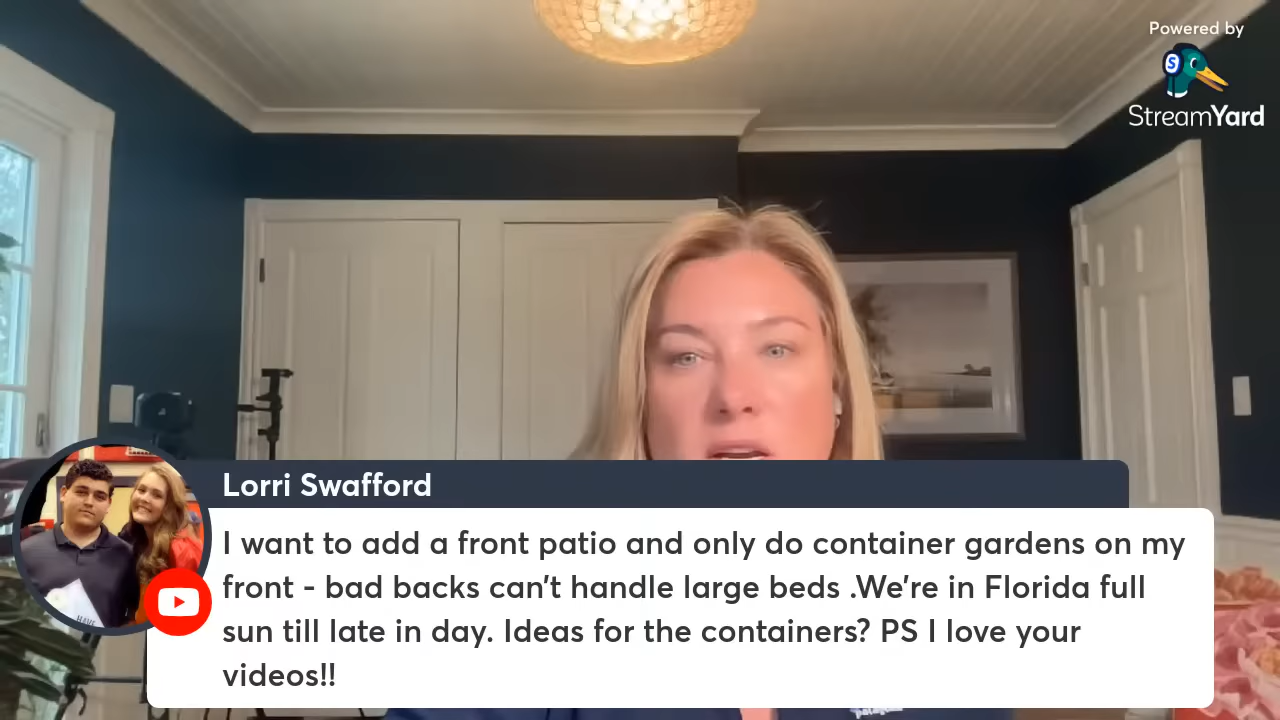 Powered by
StreamYard
Lorri Swafford
I want to add a front patio and only do container gardens on my
front - bad backs can't handle large beds .We're in Florida full
sun till late in day. Ideas for the containers? PS I love your
videos!!